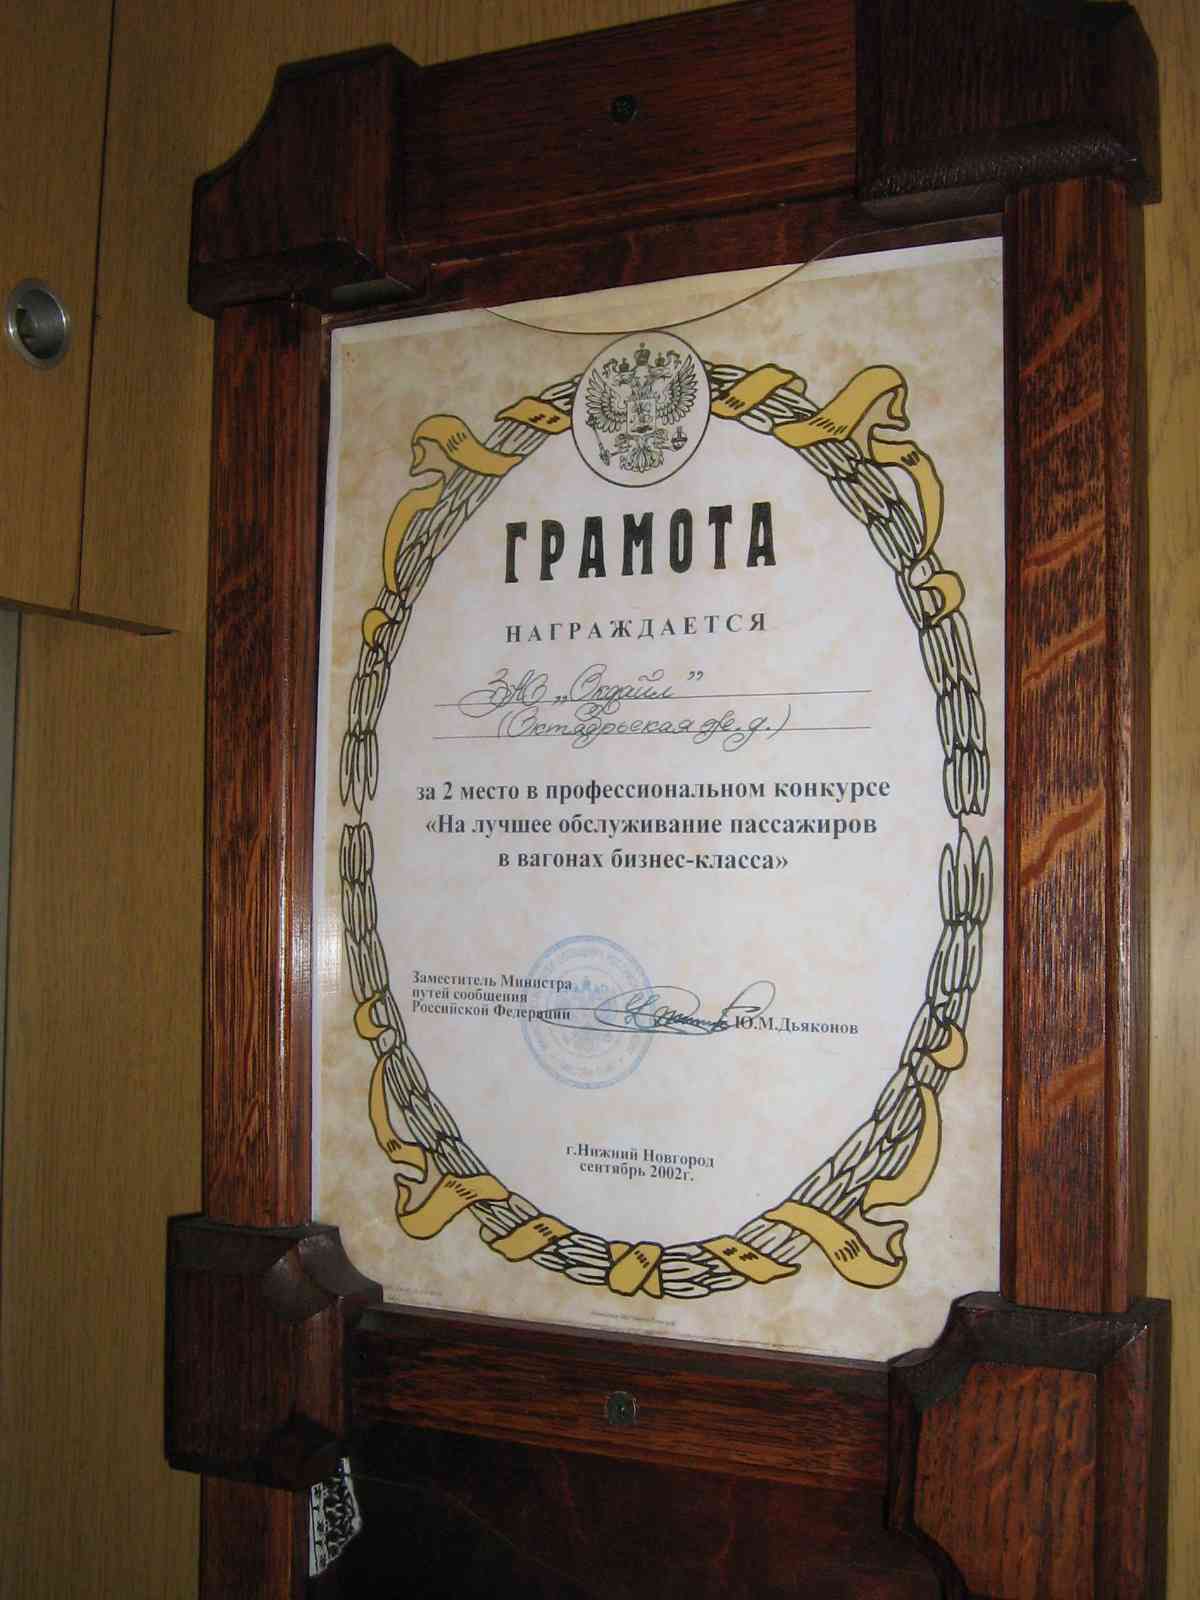 ГРАМОТА
НАГРАЖДАЕТСЯ
ЗАО „Ондайл”
(Октябрьская ж.д.)
за 2 место в профессиональном конкурсе
«На лучшее обслуживание пассажиров
в вагонах бизнес-класса»
Заместитель Министра
путей сообщения
Российской Федерации
Ю.М.Дьяконов
г.Нижний Новгород
сентябрь 2002г.